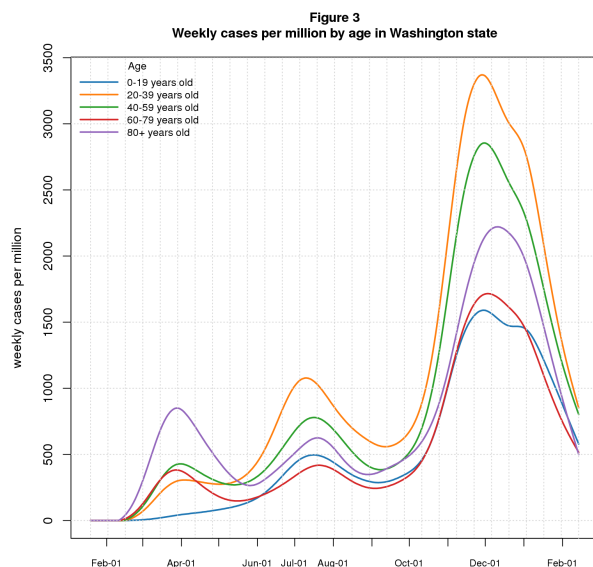 Figure 3
Weekly cases per million by age in Washington state
weekly cases per million
3500
3000
2500
2000
1500
1000
500
0
Age
0-19 years old
20-39 years old
40-59 years old
60-79 years old
80+ years old
Feb-01 Apr-01 Jun-01 Jul-01 Aug-01 Oct-01 Dec-01 Feb-01